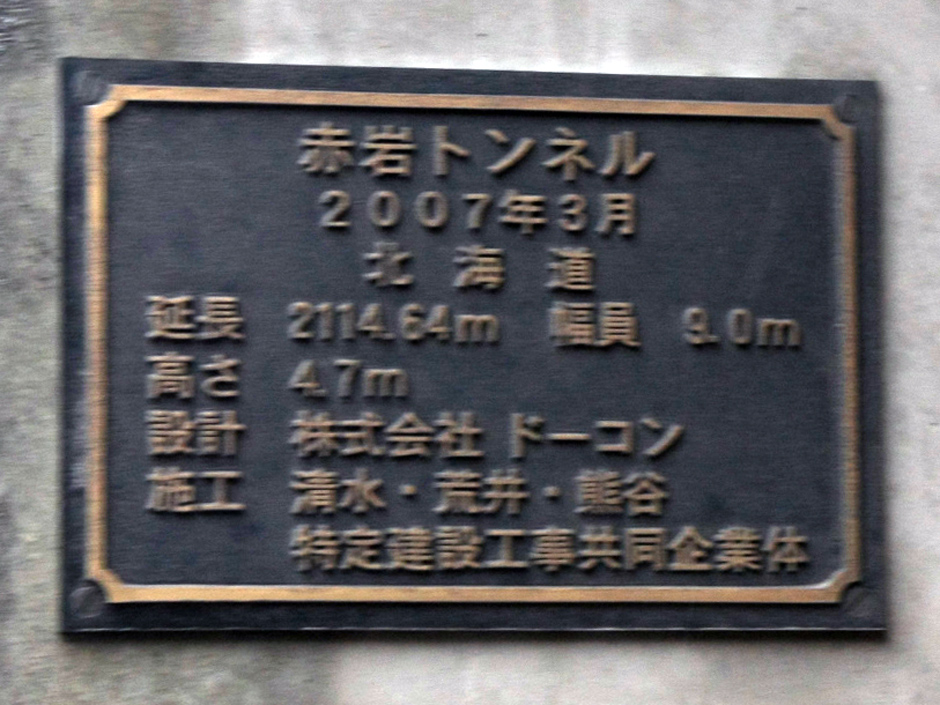 赤岩トンネル
2007年3月
北海道
延長 2114.64m 幅員 9.0m
高さ 4.7m
設計 株式会社 ドーコン
施工 清水・荒井・熊谷
特定建設工事共同企業体